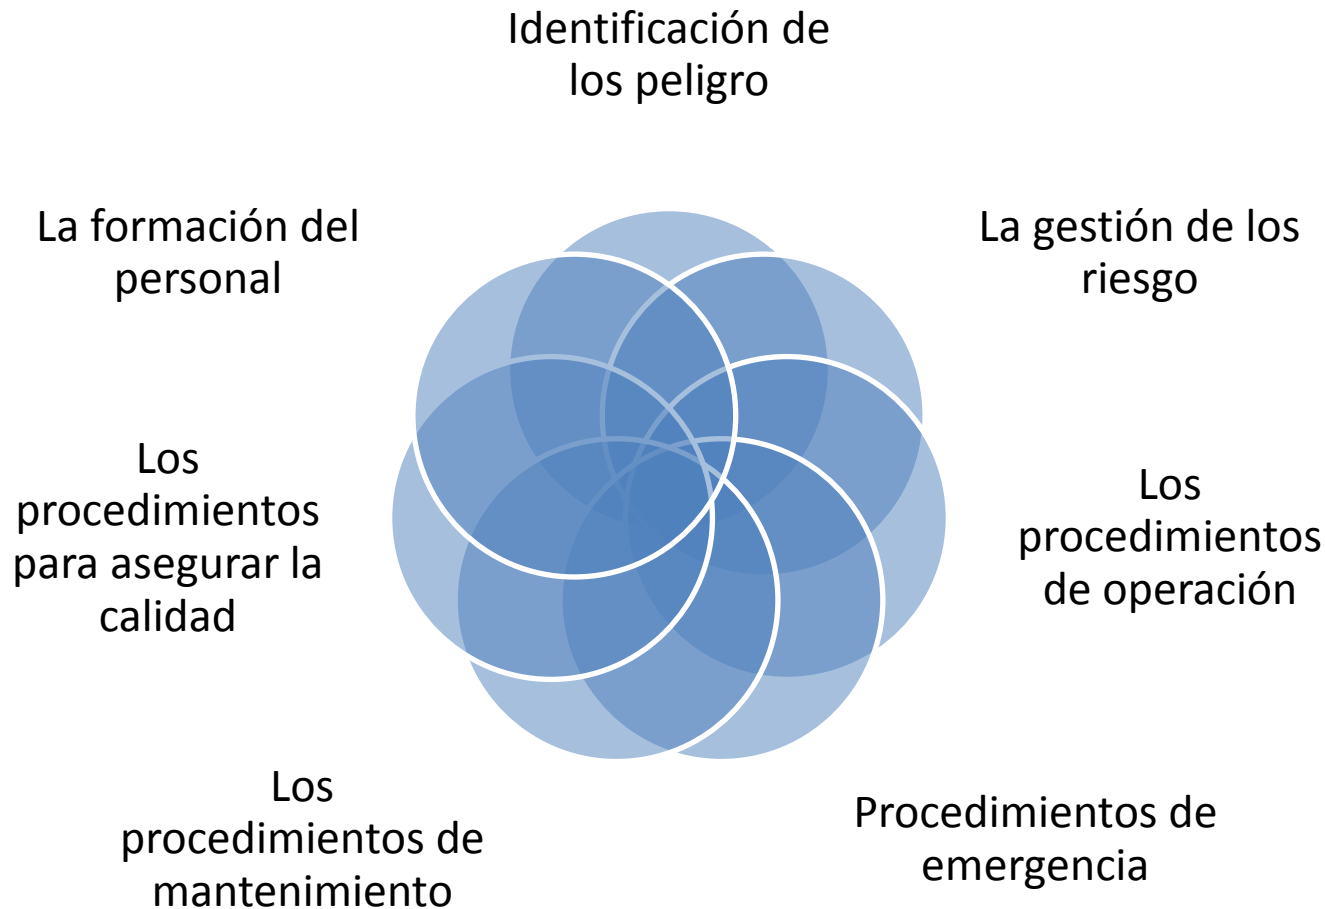 Identificación de
los peligro
La gestión de los
riesgo
Los
procedimientos
de operación
Procedimientos de
emergencia
Los
procedimientos de
mantenimiento
Los
procedimientos
para asegurar la
calidad
La formación del
personal